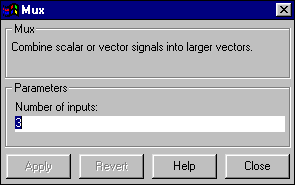 Mux
Mux
Combine scalar or vector signals into larger vectors.
Parameters
Number of inputs:
3
Apply Revert Help Close